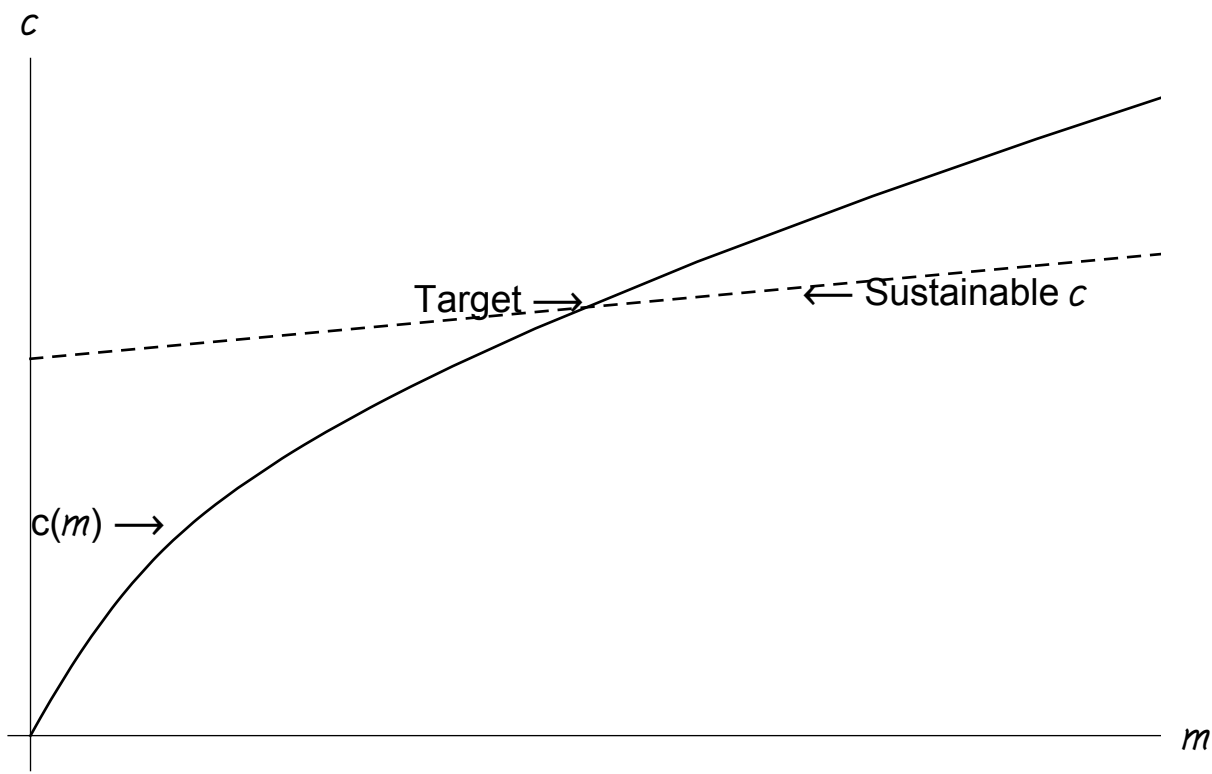 c
Target →
← Sustainable c
c(m) →
m